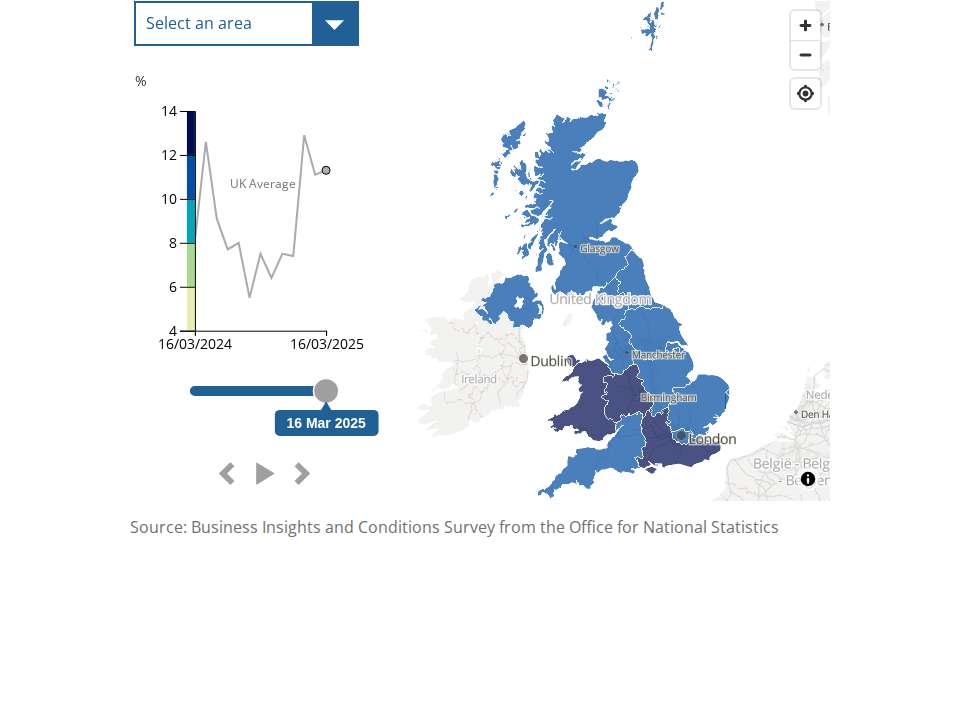 Select an area
%
14
12
10
8
6
4
UK Average
16/03/2024
16/03/2025
16 Mar 2025
Glasgow
United Kingdom
Manchester
Dublin
Ireland
Birmingham
London
Den H
België - Belg
Source: Business Insights and Conditions Survey from the Office for National Statistics